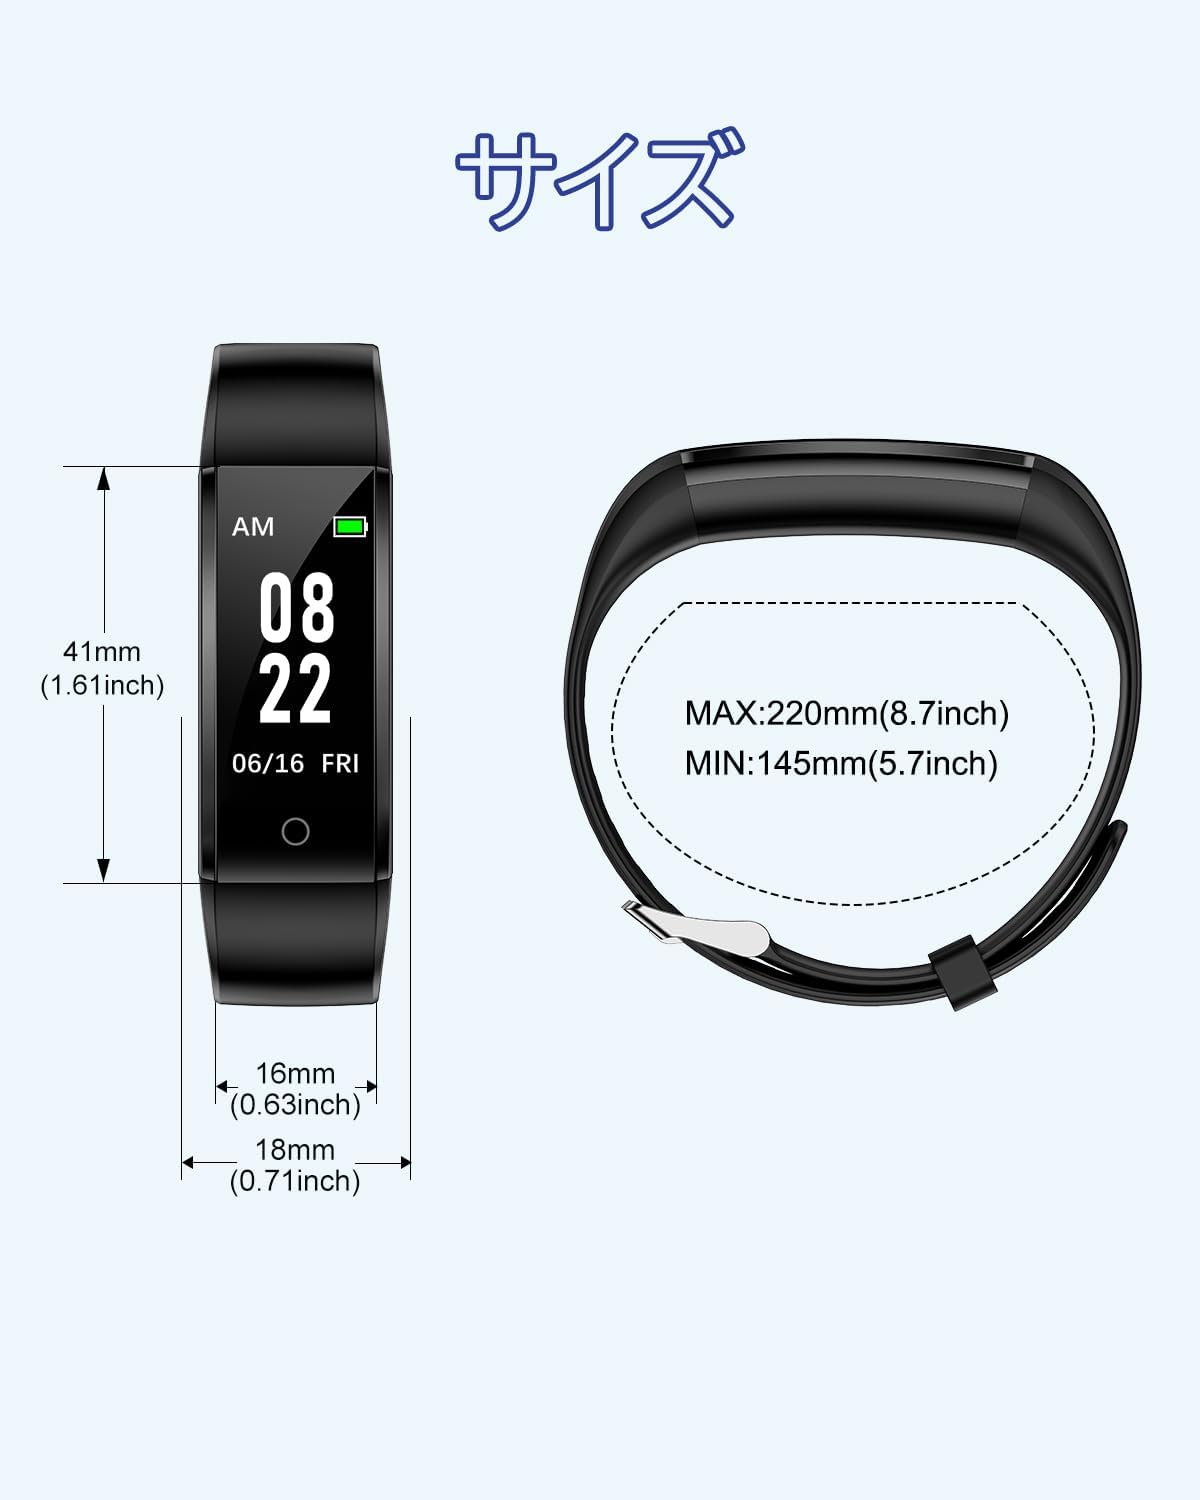 サイズ
AM
08
22
06/16 FRI
41mm
(1.61inch)
16mm
(0.63inch)
18mm
(0.71inch)
MAX:220mm(8.7inch)
MIN:145mm(5.7inch)